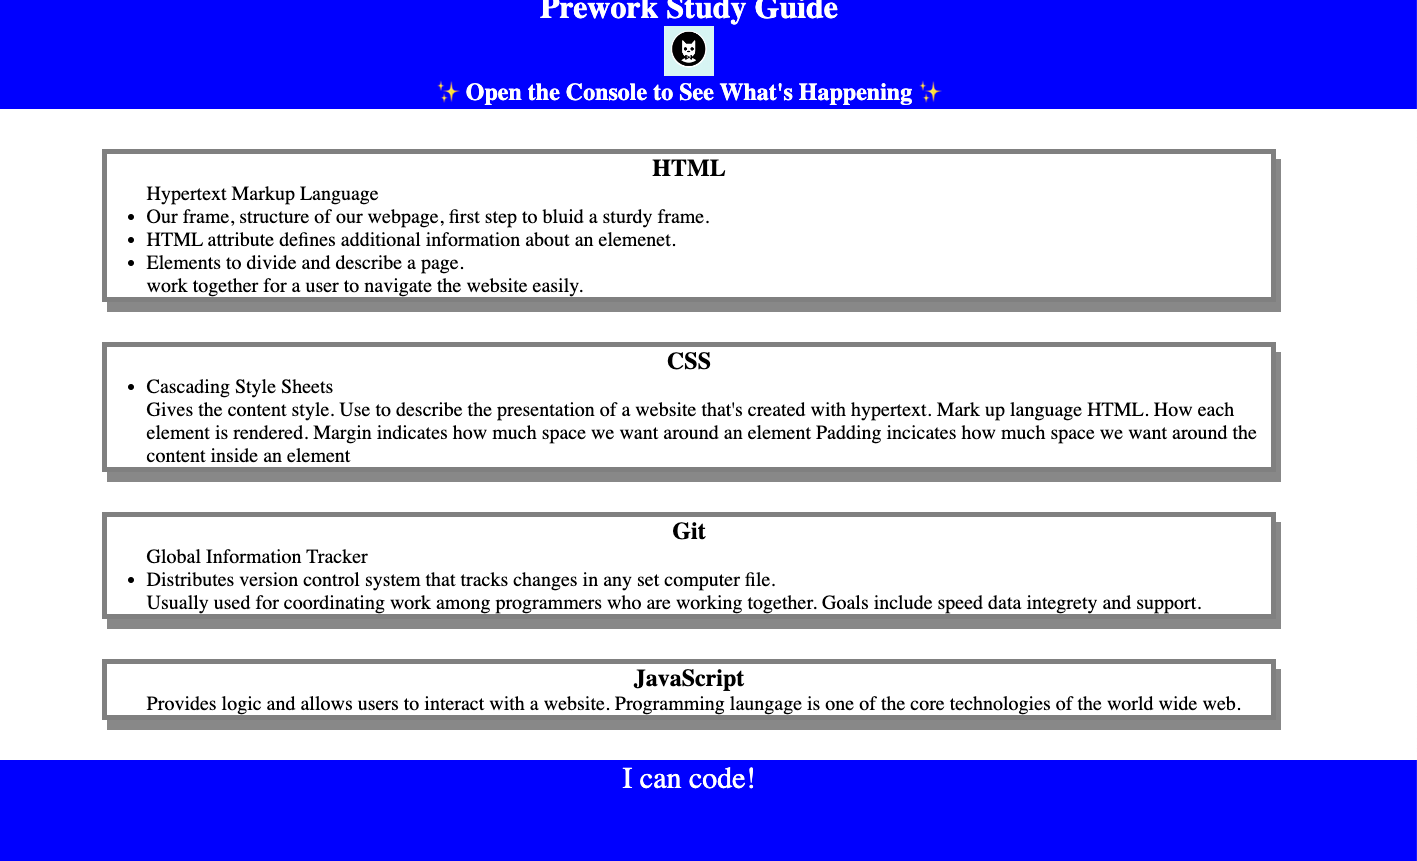 Prework Study Guide
✨ Open the Console to See What's Happening ✨
HTML
Hypertext Markup Language
• Our frame, structure of our webpage, first step to bluid a sturdy frame.
• HTML attribute defines additional information about an elemenet.
• Elements to divide and describe a page.
work together for a user to navigate the website easily.
CSS
• Cascading Style Sheets
Gives the content style. Use to describe the presentation of a website that's created with hypertext. Mark up language HTML. How each
element is rendered. Margin indicates how much space we want around an element Padding incicates how much space we want around the
content inside an element
Git
Global Information Tracker
• Distributes version control system that tracks changes in any set computer file.
Usually used for coordinating work among programmers who are working together. Goals include speed data integrety and support.
JavaScript
Provides logic and allows users to interact with a website. Programming laungage is one of the core technologies of the world wide web.
I can code!